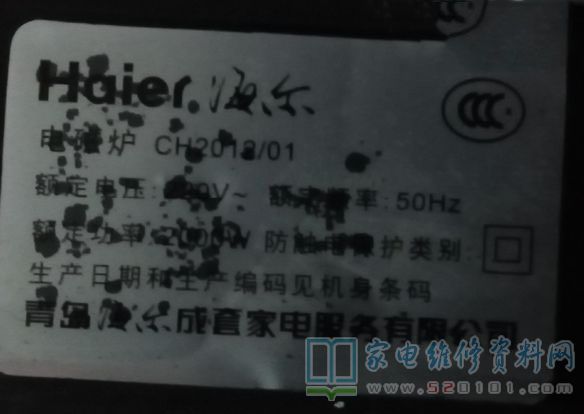 Haier 海尔
CCC
电磁炉 CH2018/01
额定电压:220V~ 额定频率:50Hz
额定功率:2000W 防触电保护类别:
生产日期和生产编码见机身条码
青岛海尔成套家电服务有限公司
家电维修资料网
www.520101.com